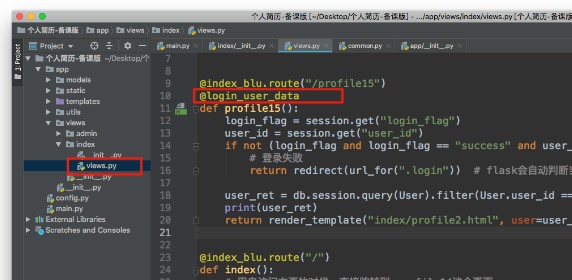 个人简历-备课版 [~/Desktop/个人简历-备课版] - .../app/views/index/views.py [个人简历-备课版]
个人简历-备课版 app views index views.py
Project
main.py index/__init__.py views.py common.py app/__init__.py
1: Project
个人简历-备课版 ~/Desktop/个
app
models
static
templates
utils
views
admin
index
__init__.py
views.py
__init__.py
__init__.py
config.py
main.py
External Libraries
Scratches and Consoles
7
8
9 @index_blu.route("/profile15")
10 @login_user_data
11 def profile15():
12 login_flag = session.get("login_flag")
13 user_id = session.get("user_id")
14 if not (login_flag and login_flag == "success" and user_
15 # 登录失败
16 return redirect(url_for(".login")) # flask会自动判断
17
18 user_ret = db.session.query(User).filter(User.user_id ==
19 print(user_ret)
20 return render_template("index/profile2.html", user=user_
21
22
23 @index_blu.route("/")
24 def index():